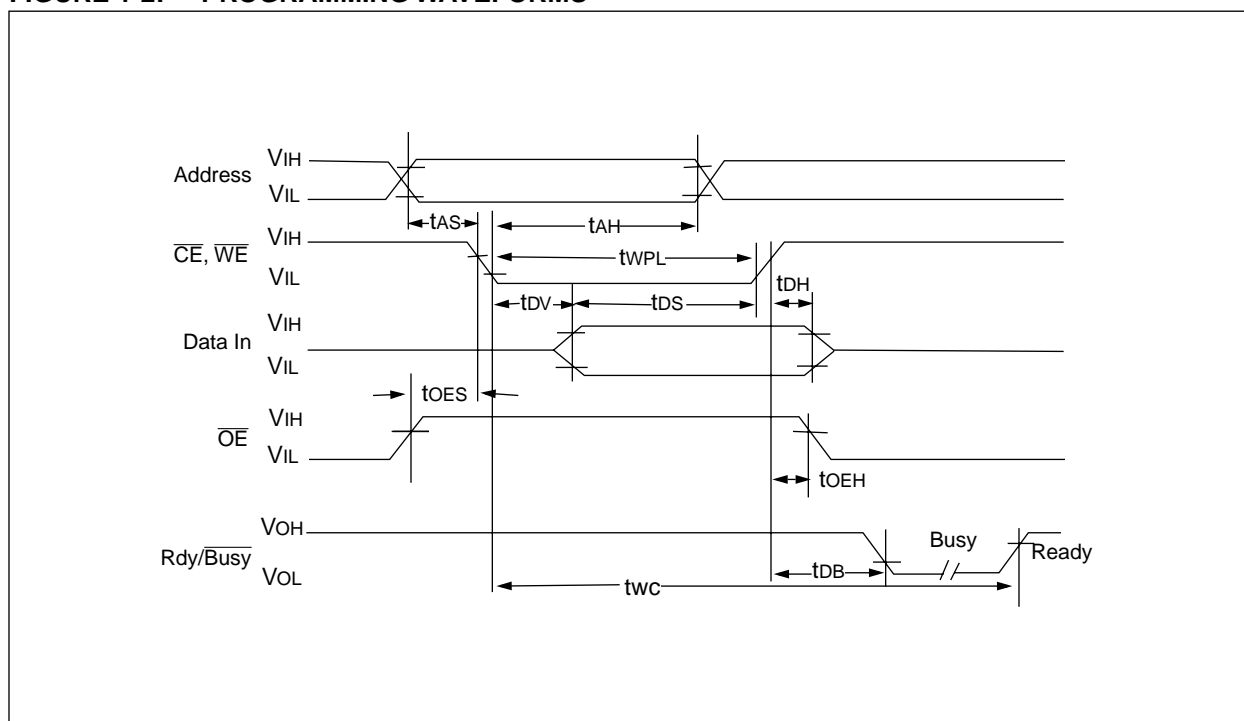 FIGURE 1-2: PROGRAMMING WAVEFORMS
Address VIH
VIL
tAS tAH
CE, WE VIH
VIL
tWPL
tDH
tDV tDS
Data In VIH
VIL
tOES
OE VIH
VIL
tOEH
Rdy/Busy VOH
VOL
Busy Ready
tDB
twc